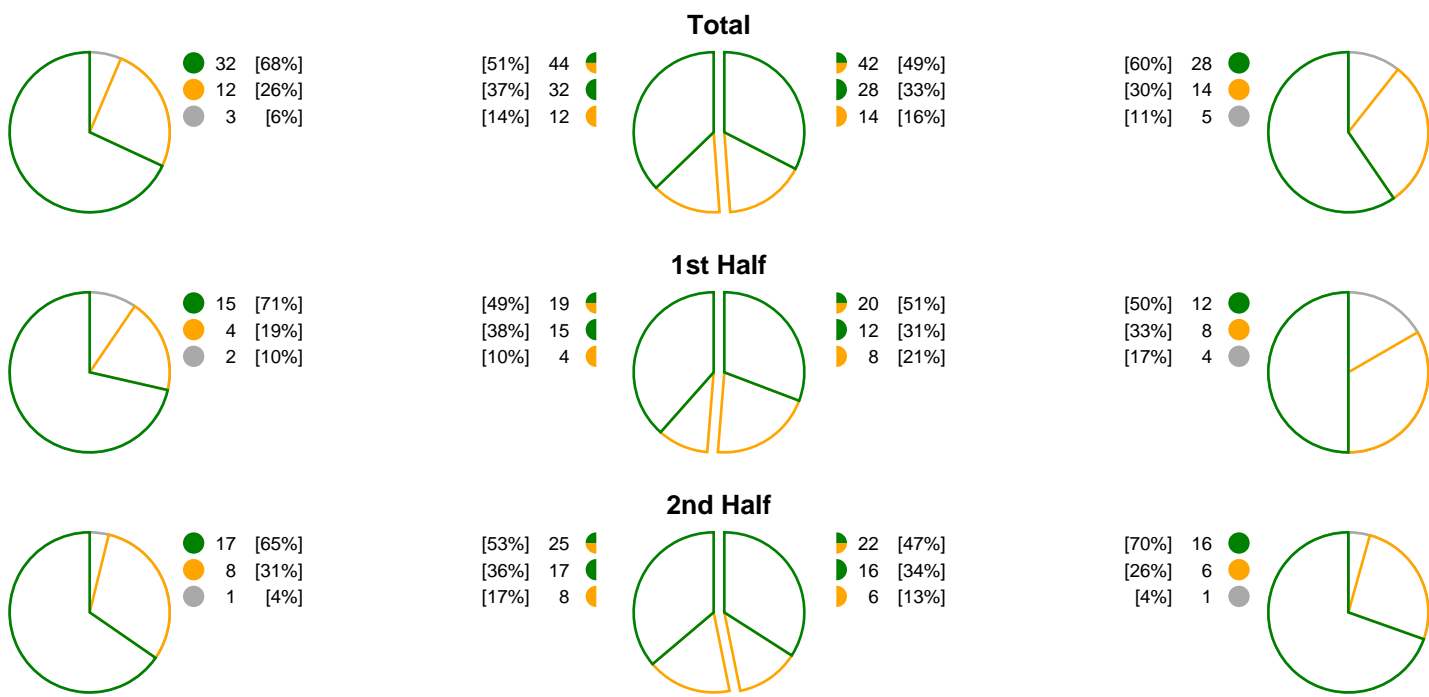 Total
32 [68%] [51%] 44 42 [49%] [60%] 28
12 [26%] [37%] 32 28 [33%] [30%] 14
3 [6%] [14%] 12 14 [16%] [11%] 5
1st Half
15 [71%] [49%] 19 20 [51%] [50%] 12
4 [19%] [38%] 15 12 [31%] [33%] 8
2 [10%] [10%] 4 8 [21%] [17%] 4
2nd Half
17 [65%] [53%] 25 22 [47%] [70%] 16
8 [31%] [36%] 17 16 [34%] [26%] 6
1 [4%] [17%] 8 6 [13%] [4%] 1